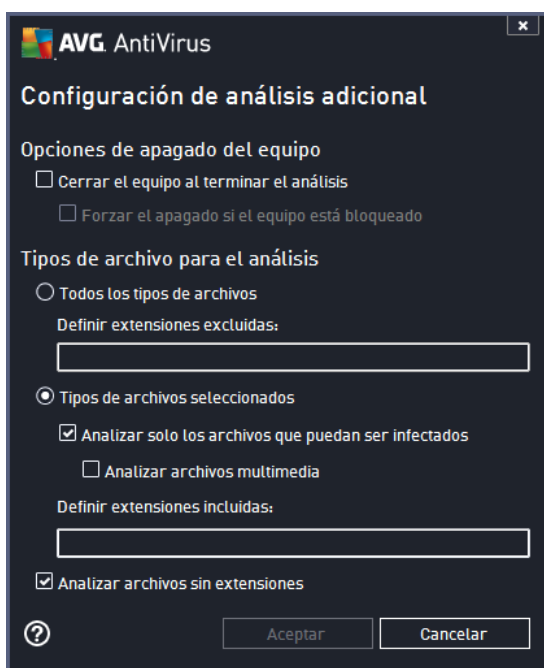 AVG. AntiVirus
Configuración de análisis adicional
Opciones de apagado del equipo
Cerrar el equipo al terminar el análisis
Forzar el apagado si el equipo está bloqueado
Tipos de archivo para el análisis
Todos los tipos de archivos
Definir extensiones excluidas:
Tipos de archivos seleccionados
Analizar solo los archivos que puedan ser infectados
Analizar archivos multimedia
Definir extensiones incluidas:
Analizar archivos sin extensiones
Aceptar Cancelar